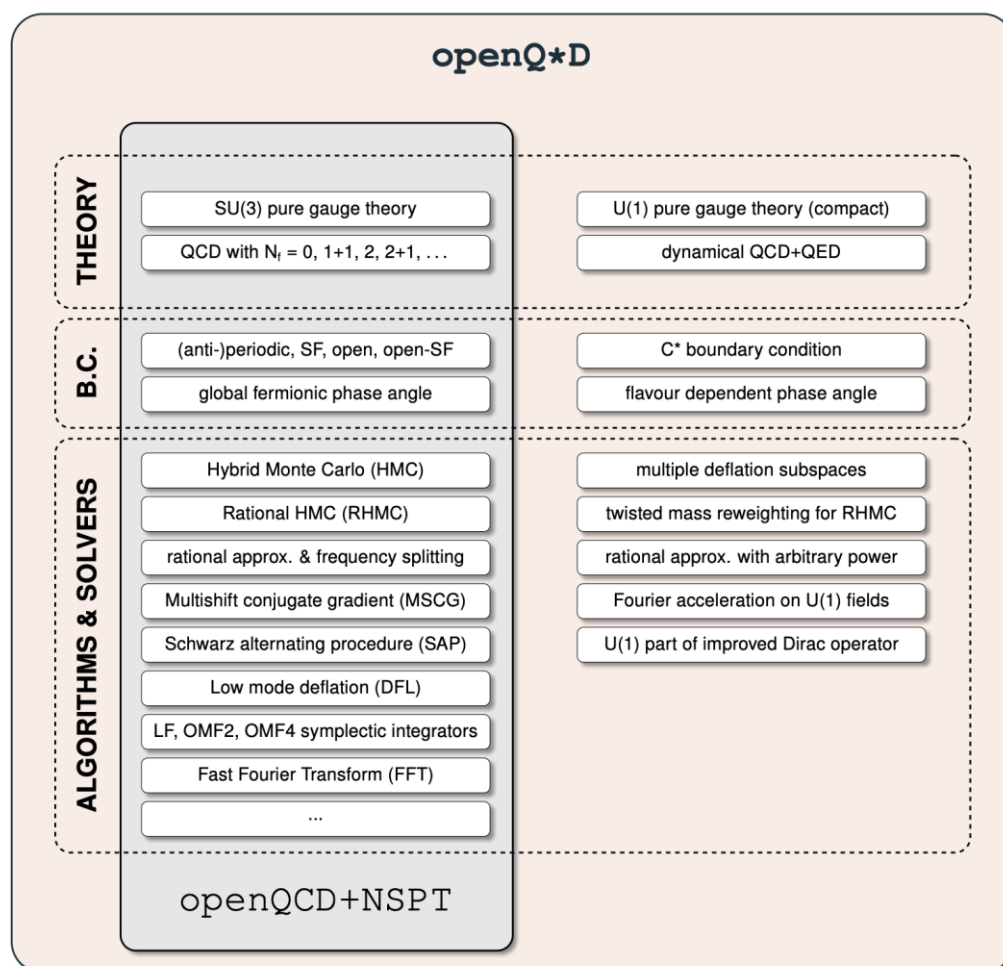 openQ*D
THEORY
SU(3) pure gauge theory
U(1) pure gauge theory (compact)
QCD with Nf = 0, 1+1, 2, 2+1, . . .
dynamical QCD+QED
B.C.
(anti-)periodic, SF, open, open-SF
C* boundary condition
global fermionic phase angle
flavour dependent phase angle
ALGORITHMS & SOLVERS
Hybrid Monte Carlo (HMC)
multiple deflation subspaces
Rational HMC (RHMC)
twisted mass reweighting for RHMC
rational approx. & frequency splitting
rational approx. with arbitrary power
Multishift conjugate gradient (MSCG)
Fourier acceleration on U(1) fields
Schwarz alternating procedure (SAP)
U(1) part of improved Dirac operator
Low mode deflation (DFL)
LF, OMF2, OMF4 symplectic integrators
Fast Fourier Transform (FFT)
...
openQCD+NSPT